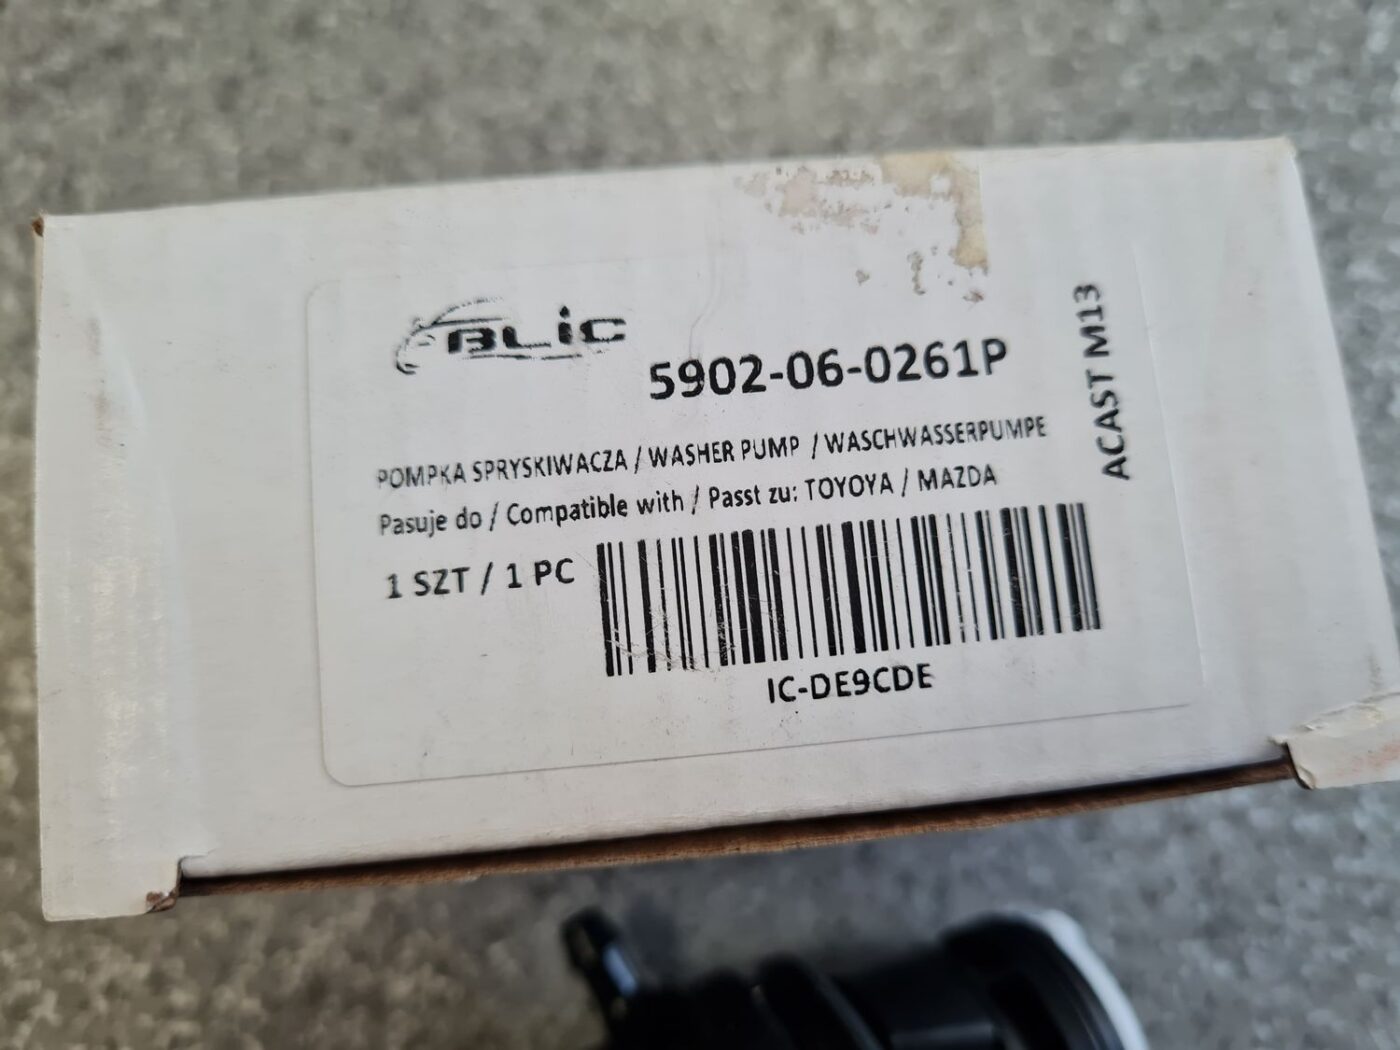 BLiC
5902-06-0261P
POMPKA SPRYSKIWACZA / WASHER PUMP / WASCHWASSERPUMPE
Pasuje do / Compatible with / Passt zu: TOYOYA / MAZDA
1 SZT / 1 PC
IC-DE9CDE
ACAST M13